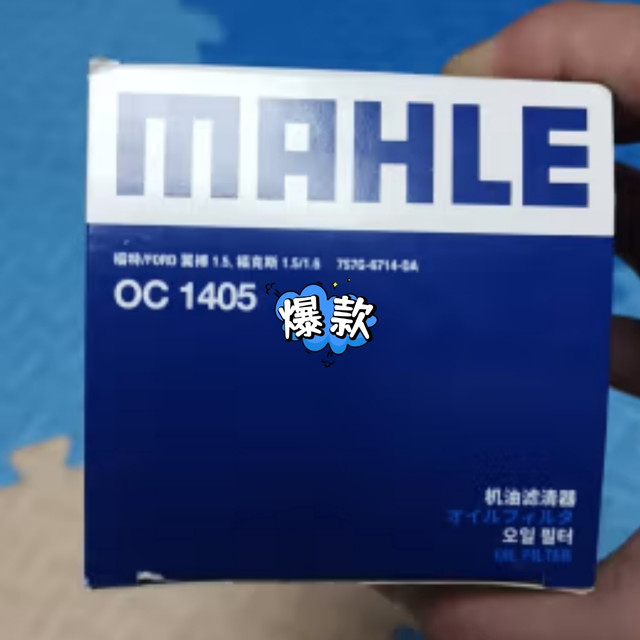 MAHLE
福特/FORD 翼搏 1.5, 福克斯 1.5/1.6 7S7G-6714-GA
OC 1405
爆款
机油滤清器
オイルフィルタ
오일 필터
OIL FILTER